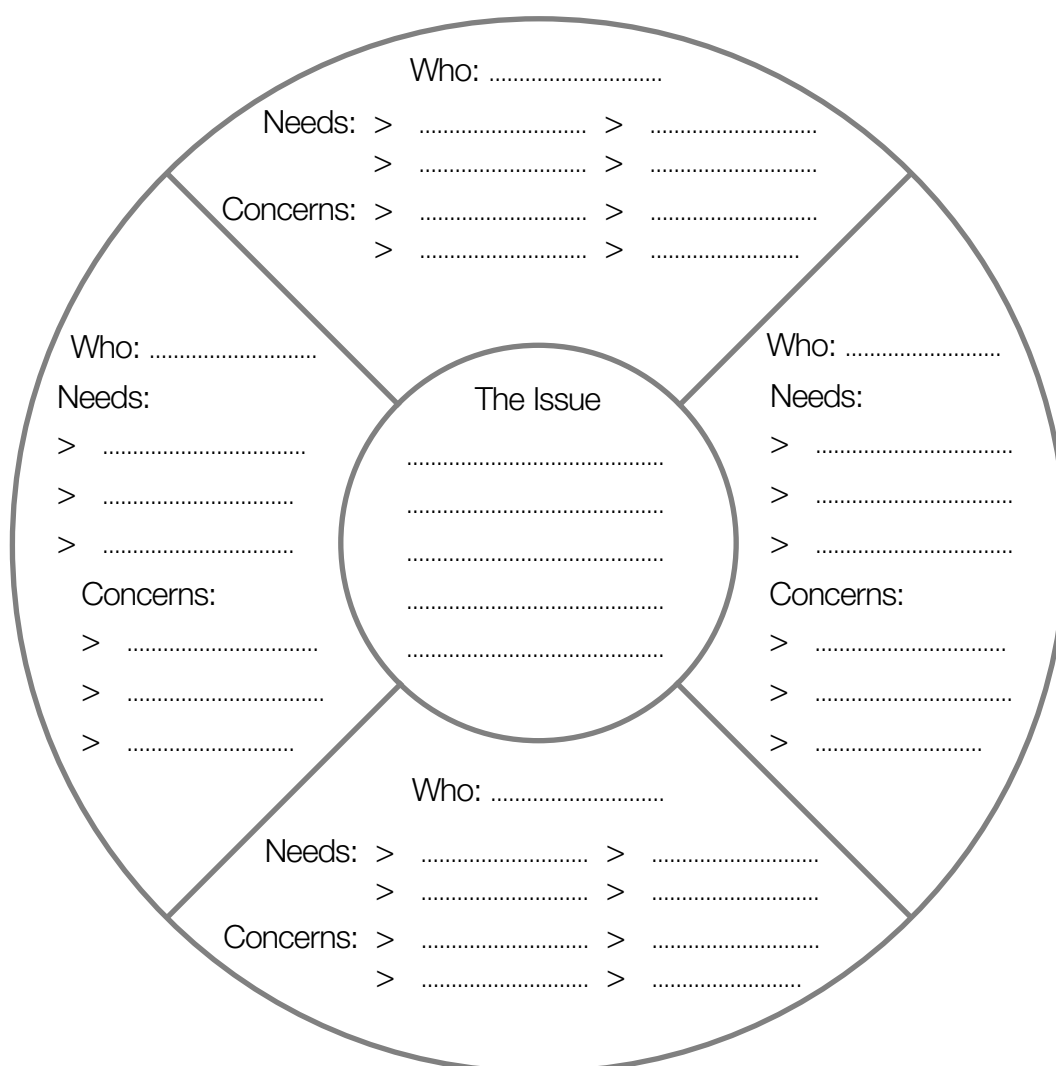 Who: .............................
Needs: > ............................ > ............................
> ............................ > ............................
Concerns: > ............................ > ............................
> ............................ > .........................
Who: ............................
Needs:
> ..................................
> ................................
> ................................
Concerns:
> ................................
> .................................
> ............................
The Issue
...........................................
...........................................
...........................................
...........................................
...........................................
Who: ..........................
Needs:
> .................................
> .................................
> .................................
Concerns:
> ................................
> .................................
> ............................
Who: .............................
Needs: > ............................ > ............................
> ............................ > ............................
Concerns: > ............................ > ............................
> ............................ > .........................